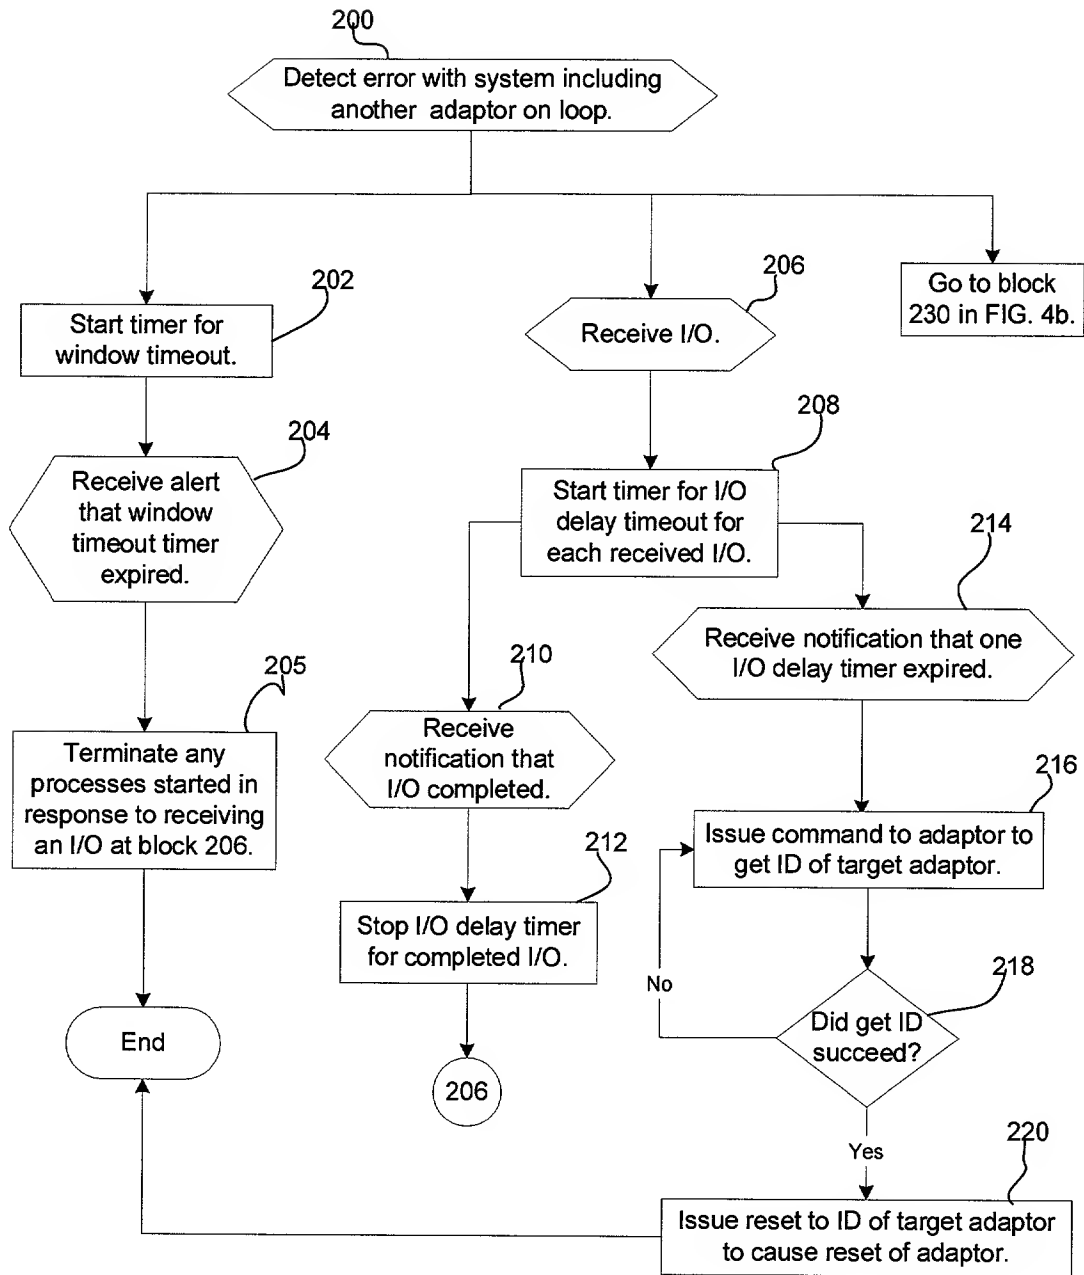 200
Detect error with system including
another adaptor on loop.
202
Start timer for
window timeout.
206
Receive I/O.
Go to block
230 in FIG. 4b.
204
Receive alert
that window
timeout timer
expired.
208
Start timer for I/O
delay timeout for
each received I/O.
214
Receive notification that one
I/O delay timer expired.
205
Terminate any
processes started in
response to receiving
an I/O at block 206.
210
Receive
notification that
I/O completed.
216
Issue command to adaptor to
get ID of target adaptor.
212
Stop I/O delay timer
for completed I/O.
No
218
Did get ID
succeed?
End
206
Yes
220
Issue reset to ID of target adaptor
to cause reset of adaptor.